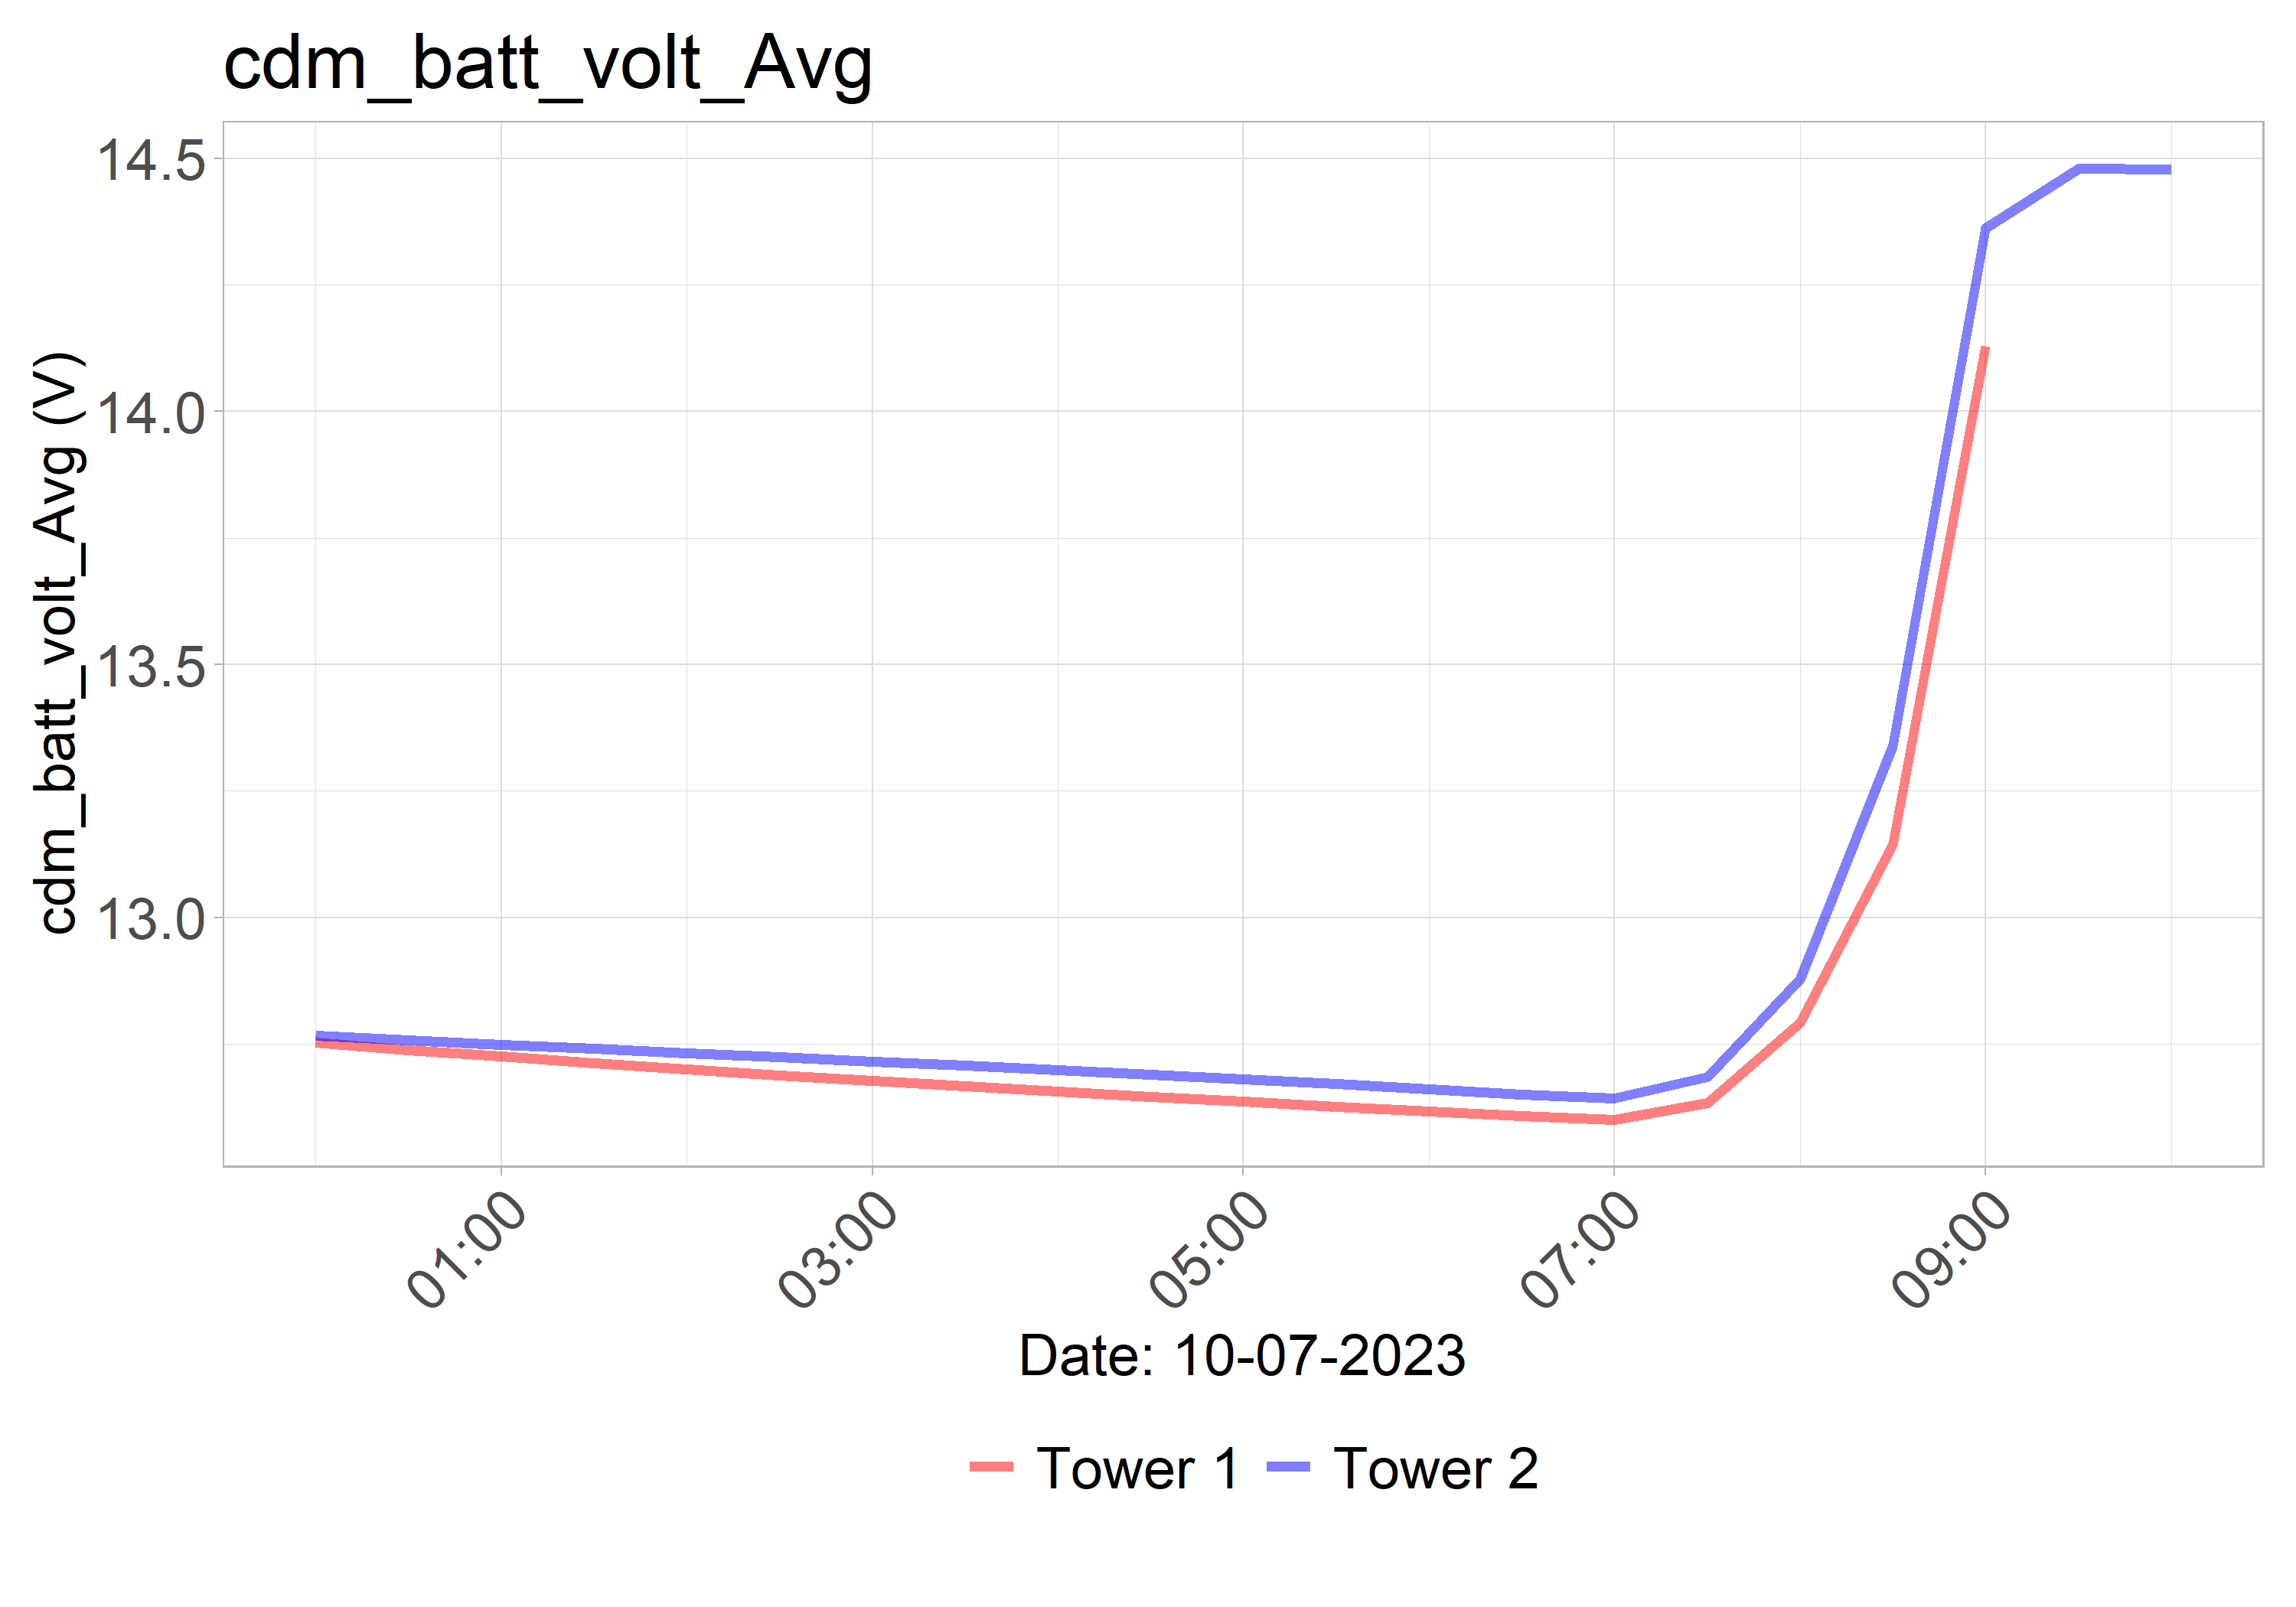 cdm_batt_volt_Avg
cdm_batt_volt_Avg (V)
14.5
14.0
13.5
13.0
01:00
03:00
05:00
07:00
09:00
Date: 10-07-2023
Tower 1
Tower 2